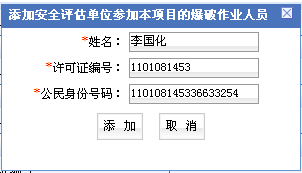 添加安全评估单位参加本项目的爆破作业人员
*姓名： 李国化
*许可证编号： 1101081453
*公民身份号码： 110108145336633254
添 加 取 消